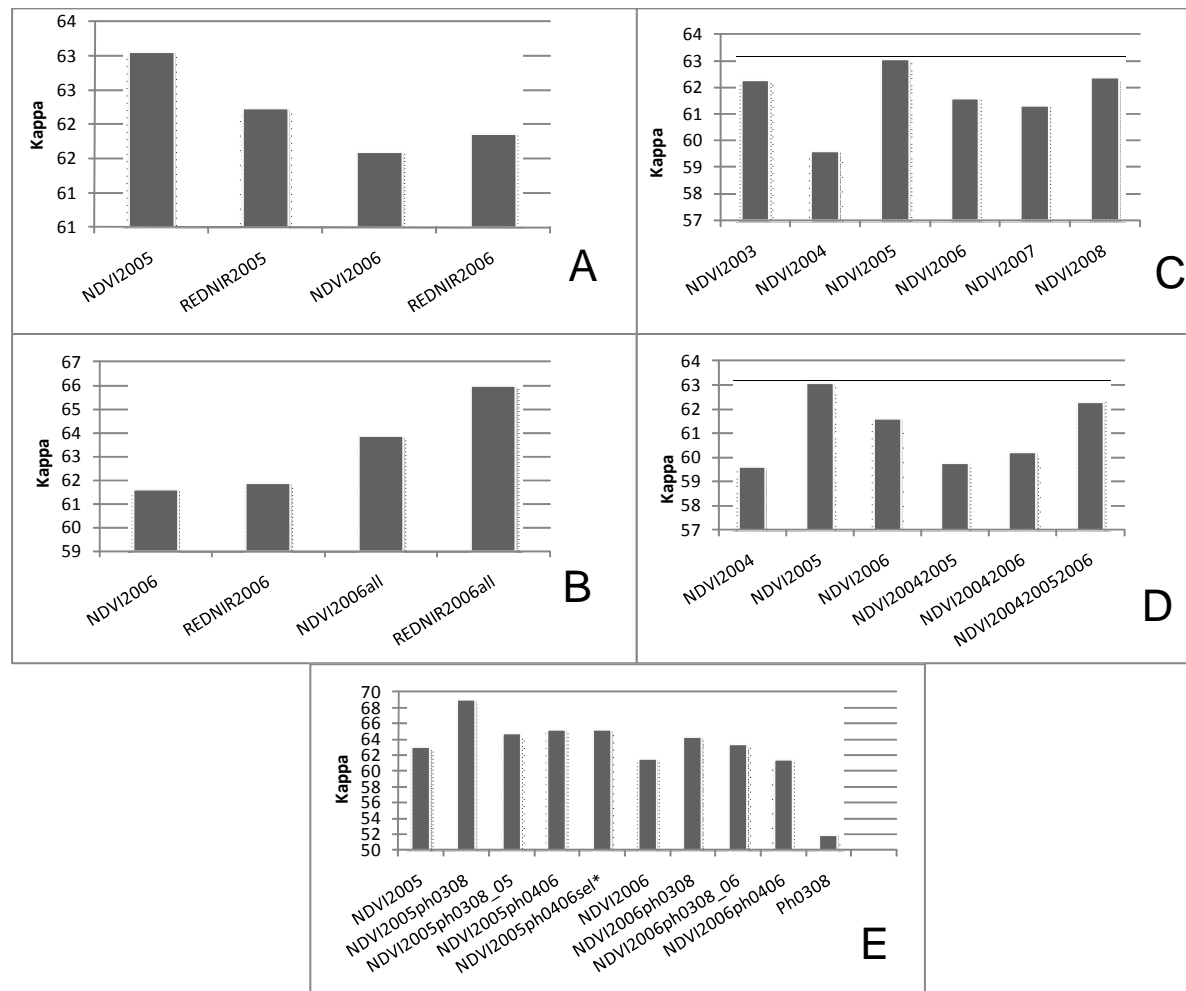 64
63
63
62
62
61
61
Kappa
NDVI2005
REDNIR2005
NDVI2006
REDNIR2006
A
64
63
62
61
60
59
58
57
Kappa
NDVI2003
NDVI2004
NDVI2005
NDVI2006
NDVI2007
NDVI2008
C
67
66
65
64
63
62
61
60
59
Kappa
NDVI2006
REDNIR2006
NDVI2006all
REDNIR2006all
B
64
63
62
61
60
59
58
57
Kappa
NDVI2004
NDVI2005
NDVI2006
NDVI20042005
NDVI20042006
NDVI200420052006
D
70
68
66
64
62
60
58
56
54
52
50
Kappa
NDVI2005
NDVI2005ph0308
NDVI2005ph0308_05
NDVI2005ph0406
NDVI2005ph0406sel*
NDVI2006
NDVI2006ph0308
NDVI2006ph0308_06
NDVI2006ph0406
Ph0308
E